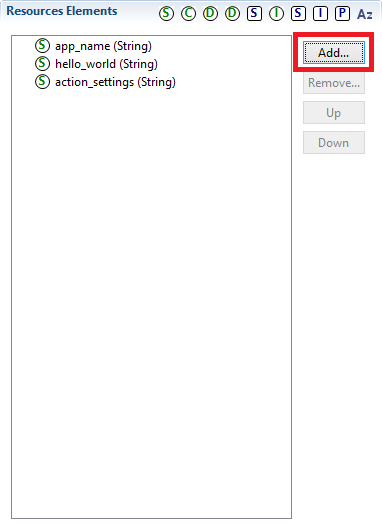 Resources Elements S C D D S I S I P Az
S app_name (String)
S hello_world (String)
S action_settings (String)
Add...
Remove...
Up
Down